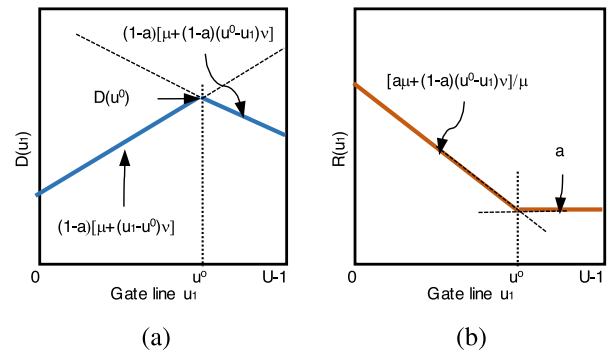 (1-a)[μ+(1-a)(u⁰-u₁)ν]
D(u⁰)
D(u₁)
(1-a)[μ+(u₁-u⁰)ν]
0
u⁰
U-1
Gate line u₁
(a)
[aμ+(1-a)(u⁰-u₁)ν]/μ
R(u₁)
a
0
u⁰
U-1
Gate line u₁
(b)